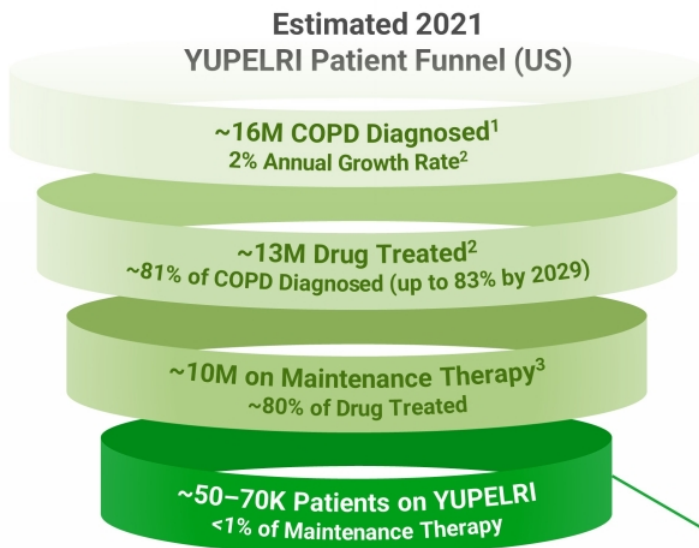 Estimated 2021
YUPELRI Patient Funnel (US)
~16M COPD Diagnosed¹
2% Annual Growth Rate²
~13M Drug Treated²
~81% of COPD Diagnosed (up to 83% by 2029)
~10M on Maintenance Therapy³
~80% of Drug Treated
~50–70K Patients on YUPELRI
<1% of Maintenance Therapy